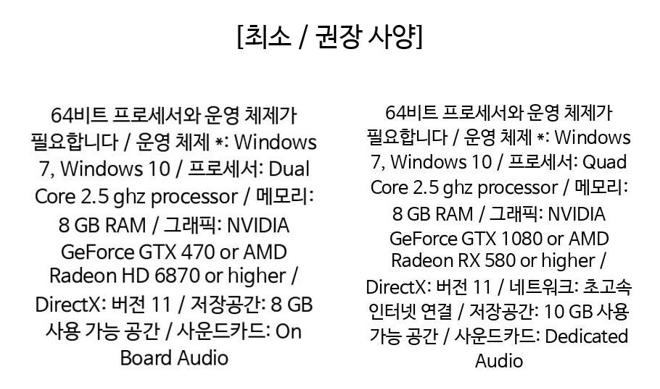 [최소 / 권장 사양]
64비트 프로세서와 운영 체제가
필요합니다 / 운영 체제 *: Windows
7, Windows 10 / 프로세서: Dual
Core 2.5 ghz processor / 메모리:
8 GB RAM / 그래픽: NVIDIA
GeForce GTX 470 or AMD
Radeon HD 6870 or higher /
DirectX: 버전 11 / 저장공간: 8 GB
사용 가능 공간 / 사운드카드: On
Board Audio
64비트 프로세서와 운영 체제가
필요합니다 / 운영 체제 *: Windows
7, Windows 10 / 프로세서: Quad
Core 2.5 ghz processor / 메모리:
8 GB RAM / 그래픽: NVIDIA
GeForce GTX 1080 or AMD
Radeon RX 580 or higher /
DirectX: 버전 11 / 네트워크: 초고속
인터넷 연결 / 저장공간: 10 GB 사용
가능 공간 / 사운드카드: Dedicated
Audio